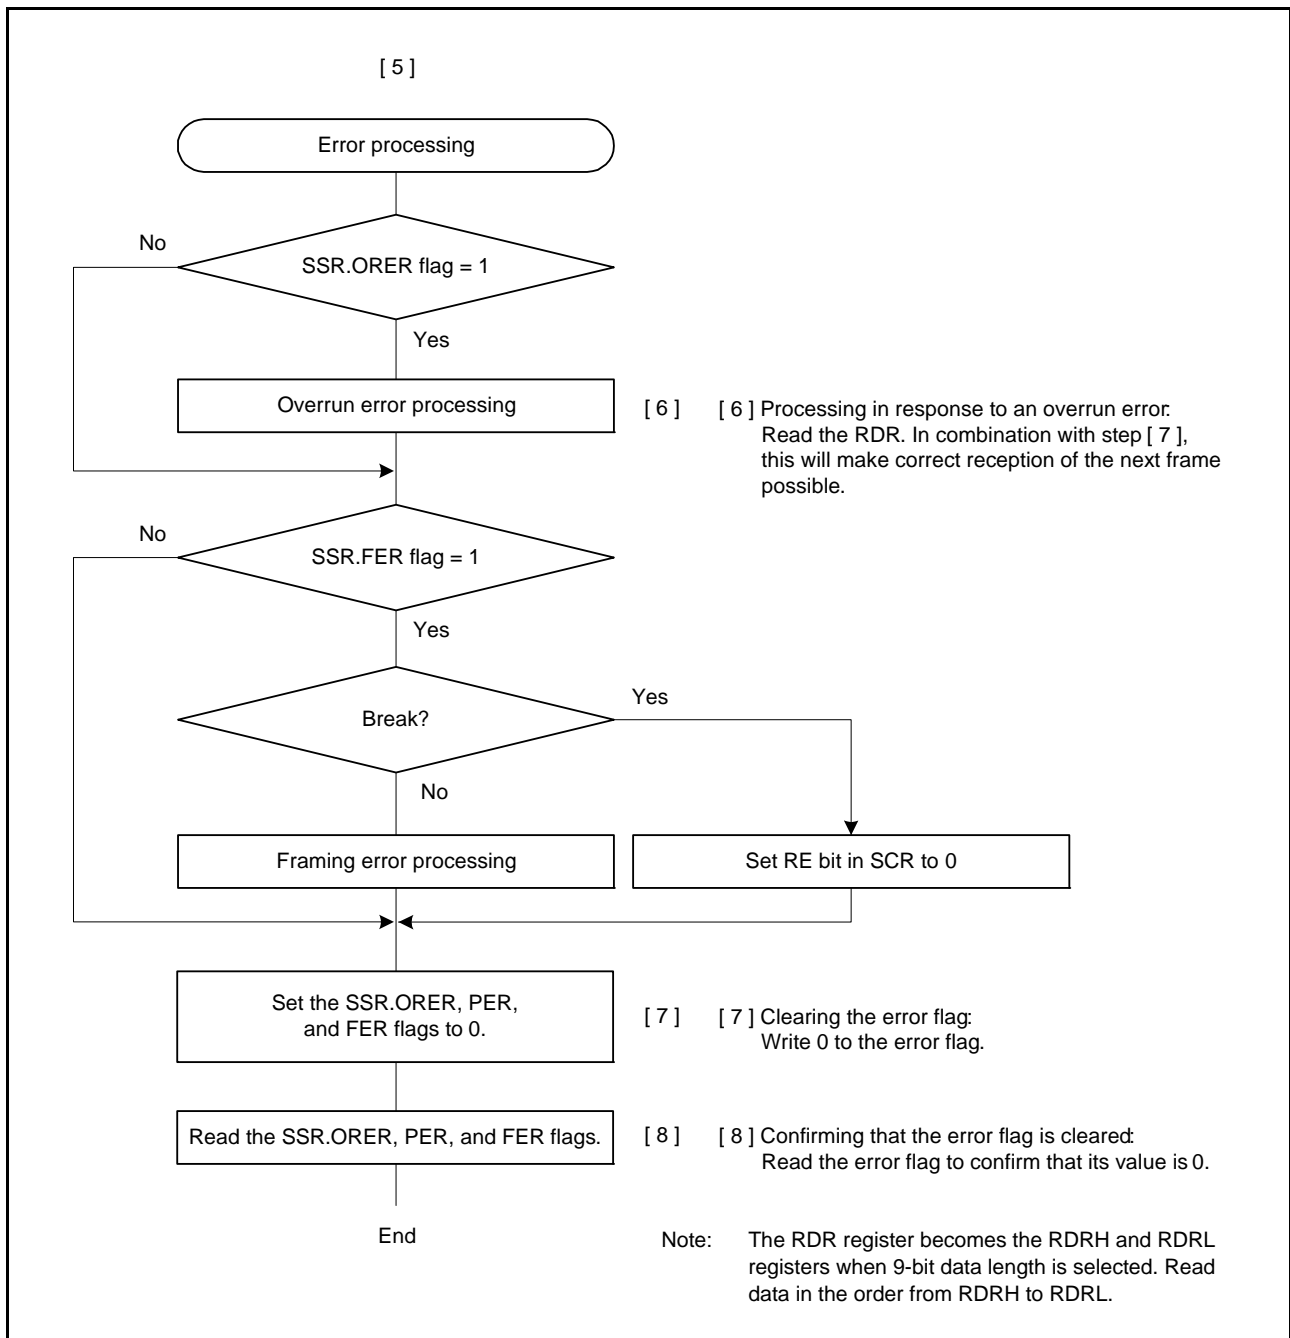 [ 5 ]
Error processing
No
SSR.ORER flag = 1
Yes
Overrun error processing
[ 6 ]
[ 6 ] Processing in response to an overrun error:
Read the RDR. In combination with step [ 7 ],
this will make correct reception of the next frame
possible.
No
SSR.FER flag = 1
Yes
Break?
Yes
No
Framing error processing
Set RE bit in SCR to 0
Set the SSR.ORER, PER,
and FER flags to 0.
[ 7 ]
[ 7 ] Clearing the error flag:
Write 0 to the error flag.
Read the SSR.ORER, PER, and FER flags.
[ 8 ]
[ 8 ] Confirming that the error flag is cleared:
Read the error flag to confirm that its value is 0.
End
Note: The RDR register becomes the RDRH and RDRL
registers when 9-bit data length is selected. Read
data in the order from RDRH to RDRL.